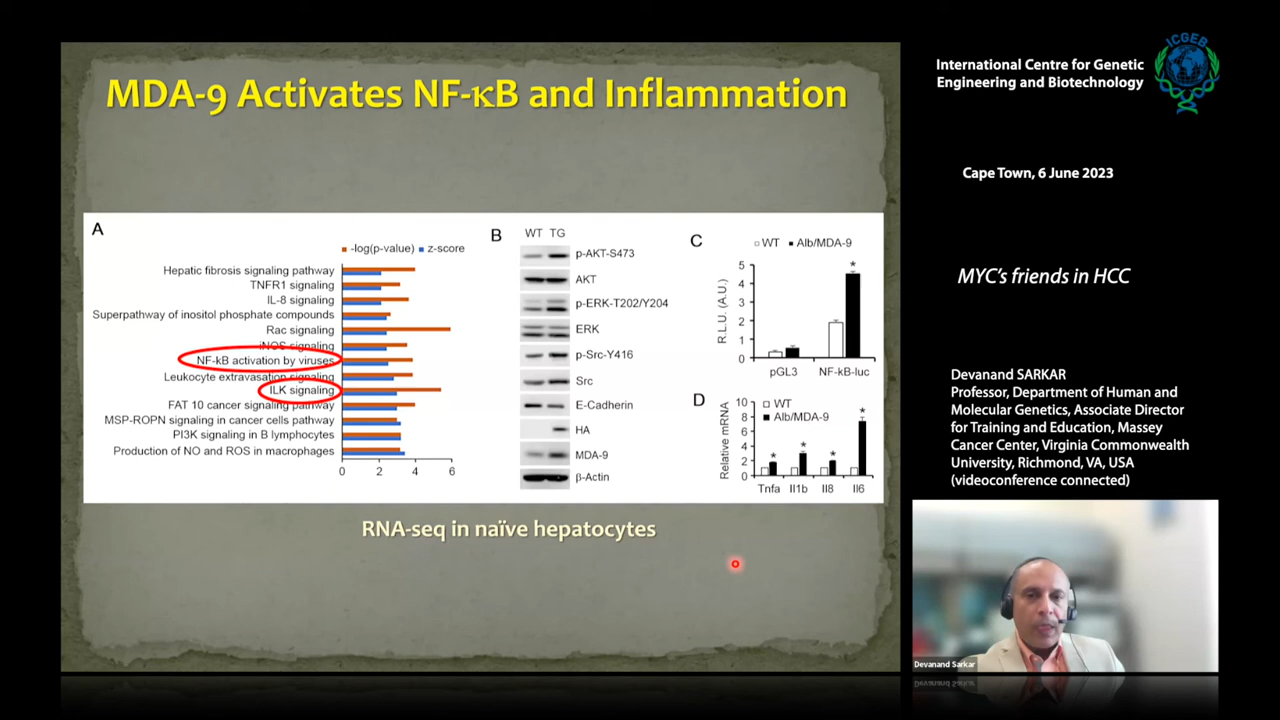 MDA-9 Activates NF-κB and Inflammation
A
-log(p-value) z-score
Hepatic fibrosis signaling pathway
TNFR1 signaling
IL-8 signaling
Superpathway of inositol phosphate compounds
Rac signaling
iNOS signaling
NF-kB activation by viruses
Leukocyte extravasation signaling
ILK signaling
FAT 10 cancer signaling pathway
MSP-ROPN signaling in cancer cells pathway
PI3K signaling in B lymphocytes
Production of NO and ROS in macrophages
0 2 4 6
B
WT TG
p-AKT-S473
AKT
p-ERK-T202/Y204
ERK
p-Src-Y416
Src
E-Cadherin
HA
MDA-9
β-Actin
C
WT Alb/MDA-9
R.L.U. (A.U.)
5
4
3
2
1
0
*
pGL3 NF-kB-luc
D
WT
Alb/MDA-9
Relative mRNA
10
8
6
4
2
0
* * * *
Tnfa Il1b Il8 Il6
RNA-seq in naïve hepatocytes
International Centre for Genetic
Engineering and Biotechnology
ICGEB
Cape Town, 6 June 2023
MYC's friends in HCC
Devanand SARKAR
Professor, Department of Human and
Molecular Genetics, Associate Director
for Training and Education, Massey
Cancer Center, Virginia Commonwealth
University, Richmond, VA, USA
(videoconference connected)
Devanand Sarkar